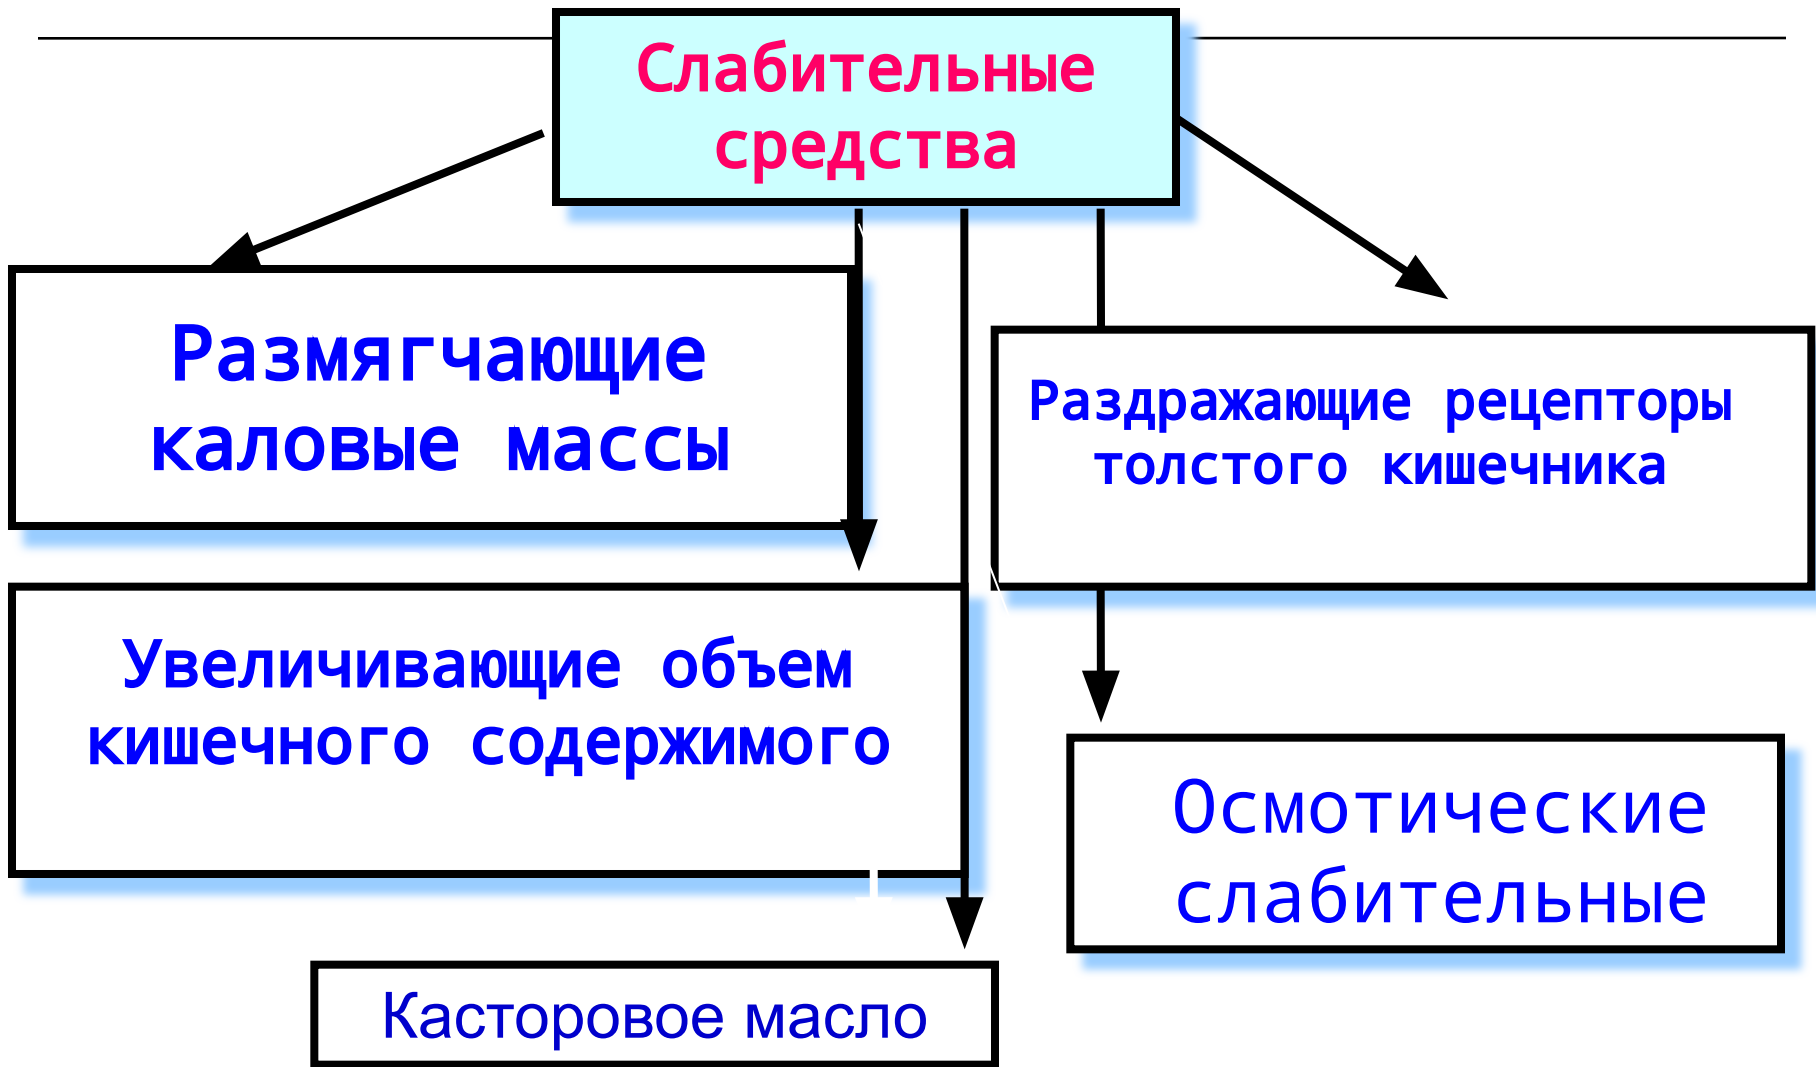 Слабительные
средства
Размягчающие
каловые массы
Раздражающие рецепторы
толстого кишечника
Увеличивающие объем
кишечного содержимого
Осмотические
слабительные
Касторовое масло